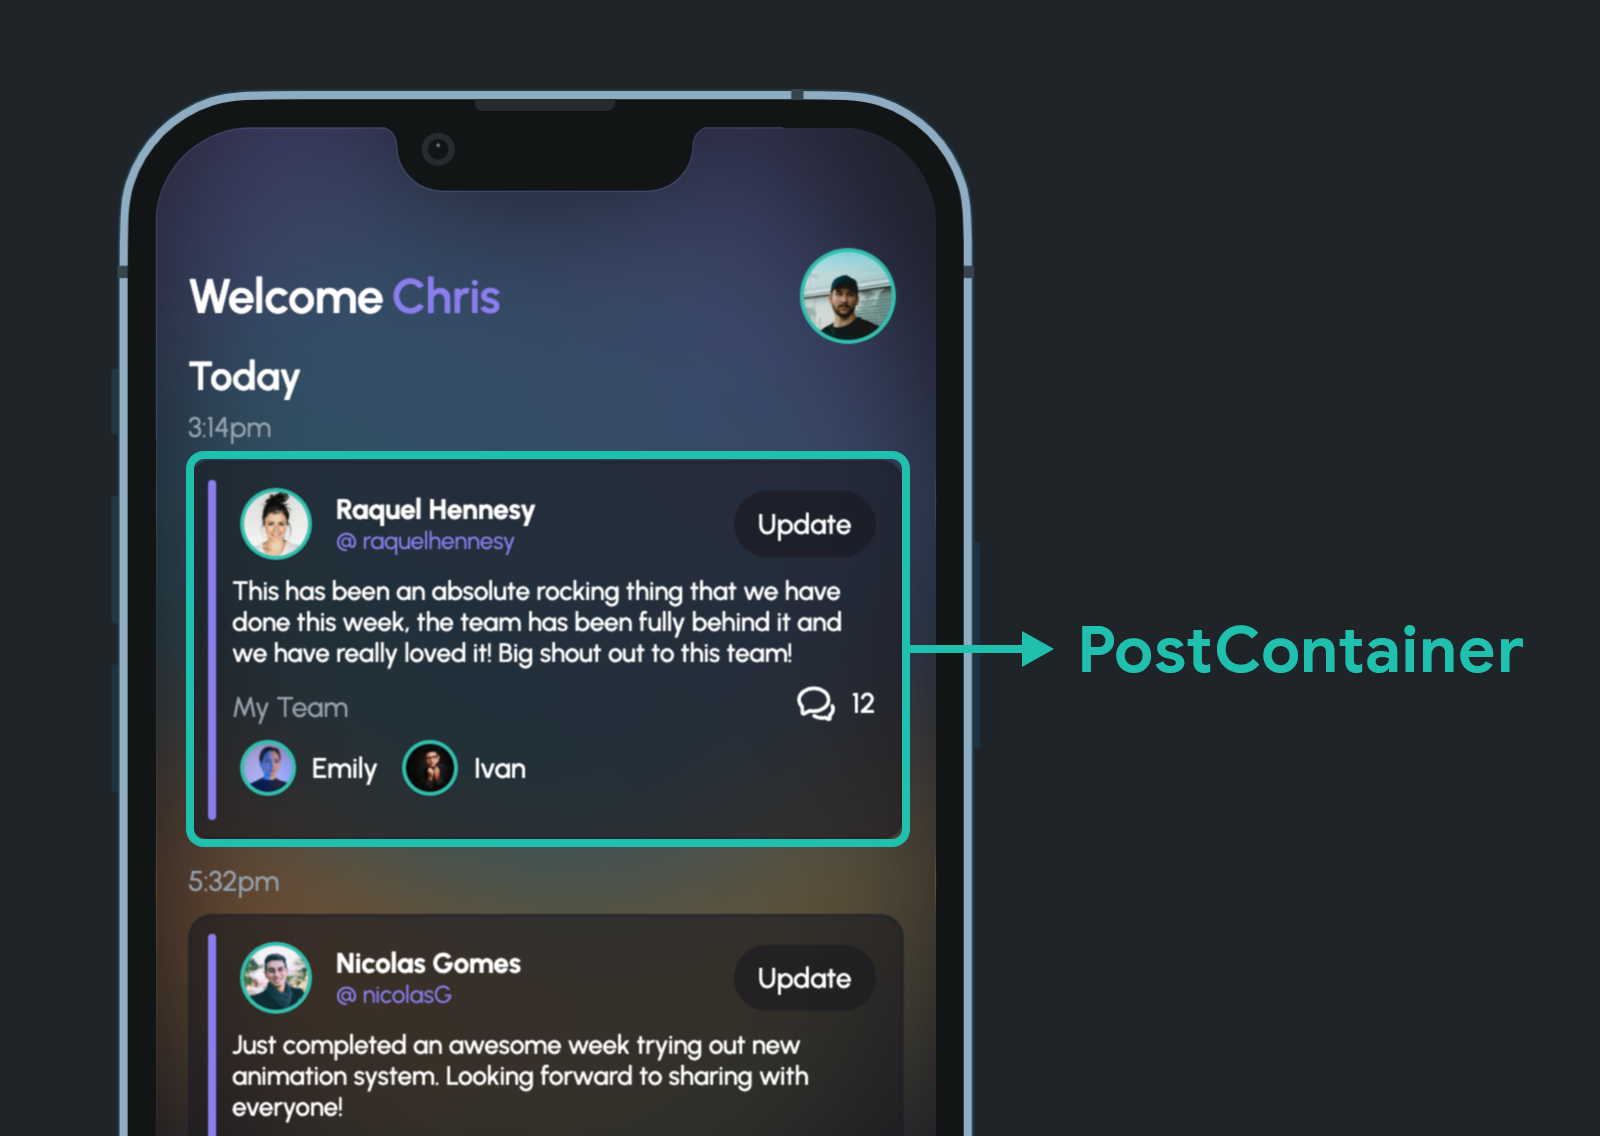 Welcome Chris
Today
3:14pm
Raquel Hennesy
@ raquelhennesy
Update
This has been an absolute rocking thing that we have
done this week, the team has been fully behind it and
we have really loved it! Big shout out to this team!
My Team
12
Emily
Ivan
PostContainer
5:32pm
Nicolas Gomes
@ nicolasG
Update
Just completed an awesome week trying out new
animation system. Looking forward to sharing with
everyone!